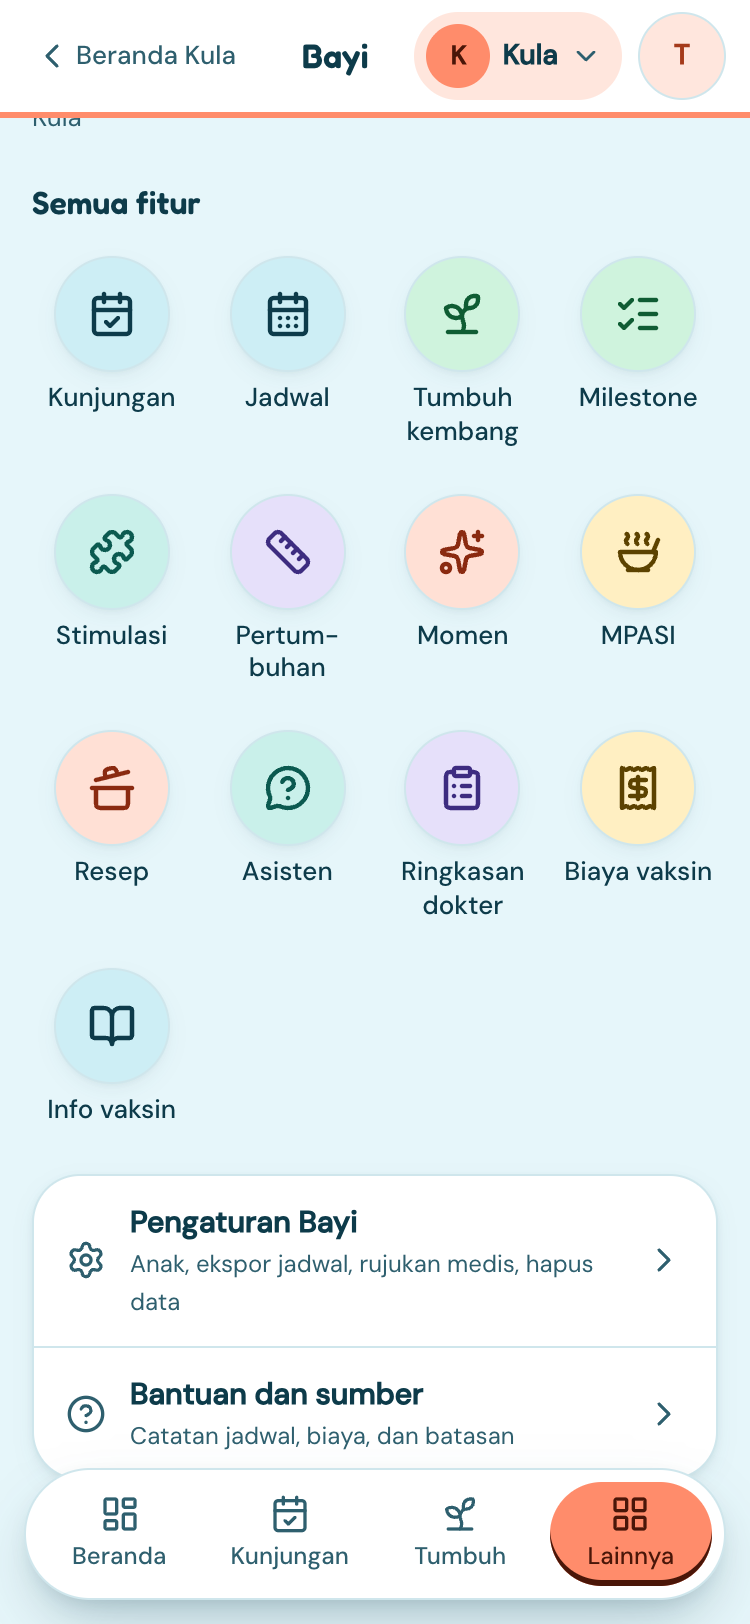 Beranda Kula
Bayi
K
Kula
T
Kula
Semua fitur
Kunjungan
Jadwal
Tumbuh
kembang
Milestone
Stimulasi
Pertum-
buhan
Momen
MPASI
Resep
Asisten
Ringkasan
dokter
Biaya vaksin
Info vaksin
Pengaturan Bayi
Anak, ekspor jadwal, rujukan medis, hapus
data
Bantuan dan sumber
Catatan jadwal, biaya, dan batasan
Beranda
Kunjungan
Tumbuh
Lainnya